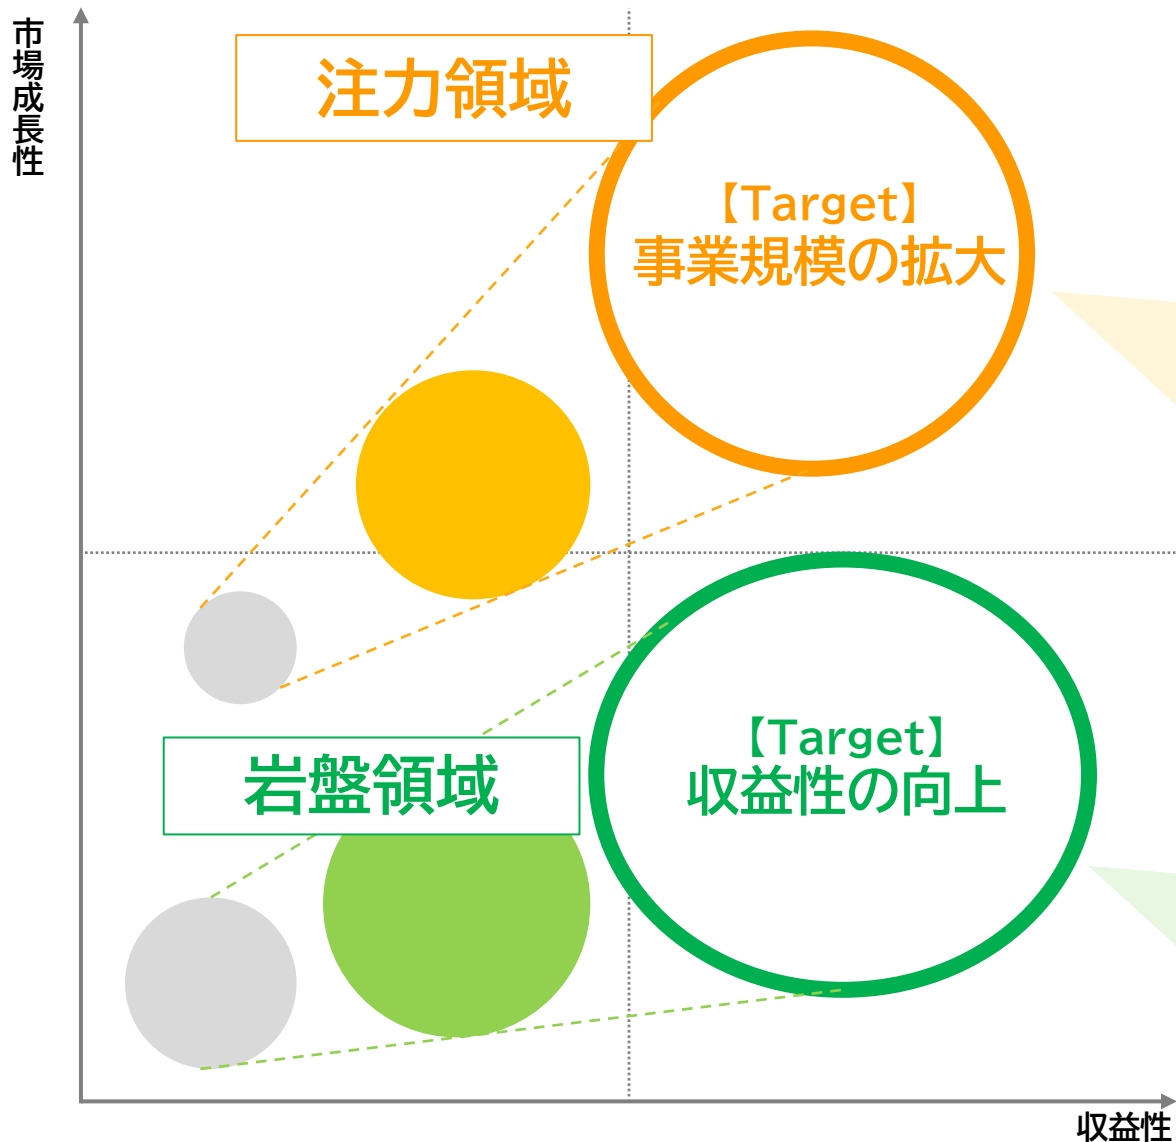 市場成長性
注力領域
【Target】
事業規模の拡大
岩盤領域
【Target】
収益性の向上
収益性